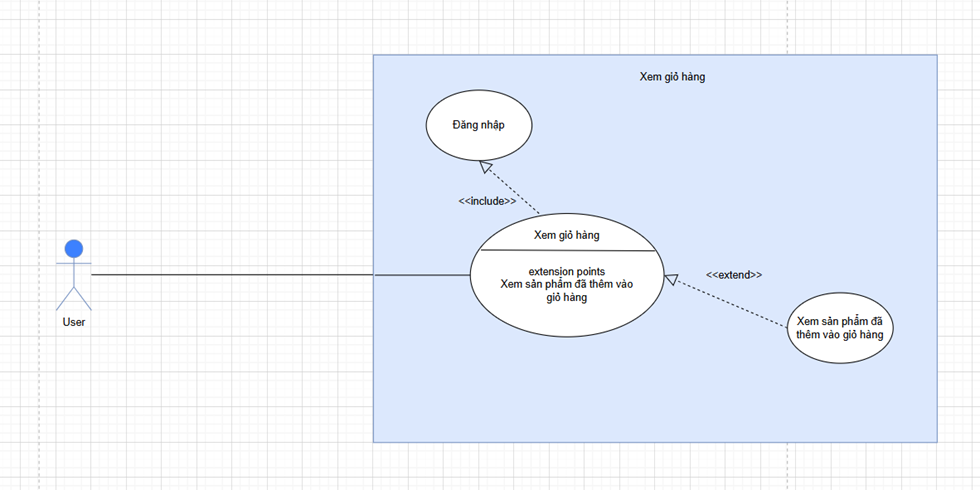 Xem giỏ hàng
Đăng nhập
<<include>>
Xem giỏ hàng
extension points
Xem sản phẩm đã thêm vào
giỏ hàng
<<extend>>
Xem sản phẩm đã
thêm vào giỏ hàng
User